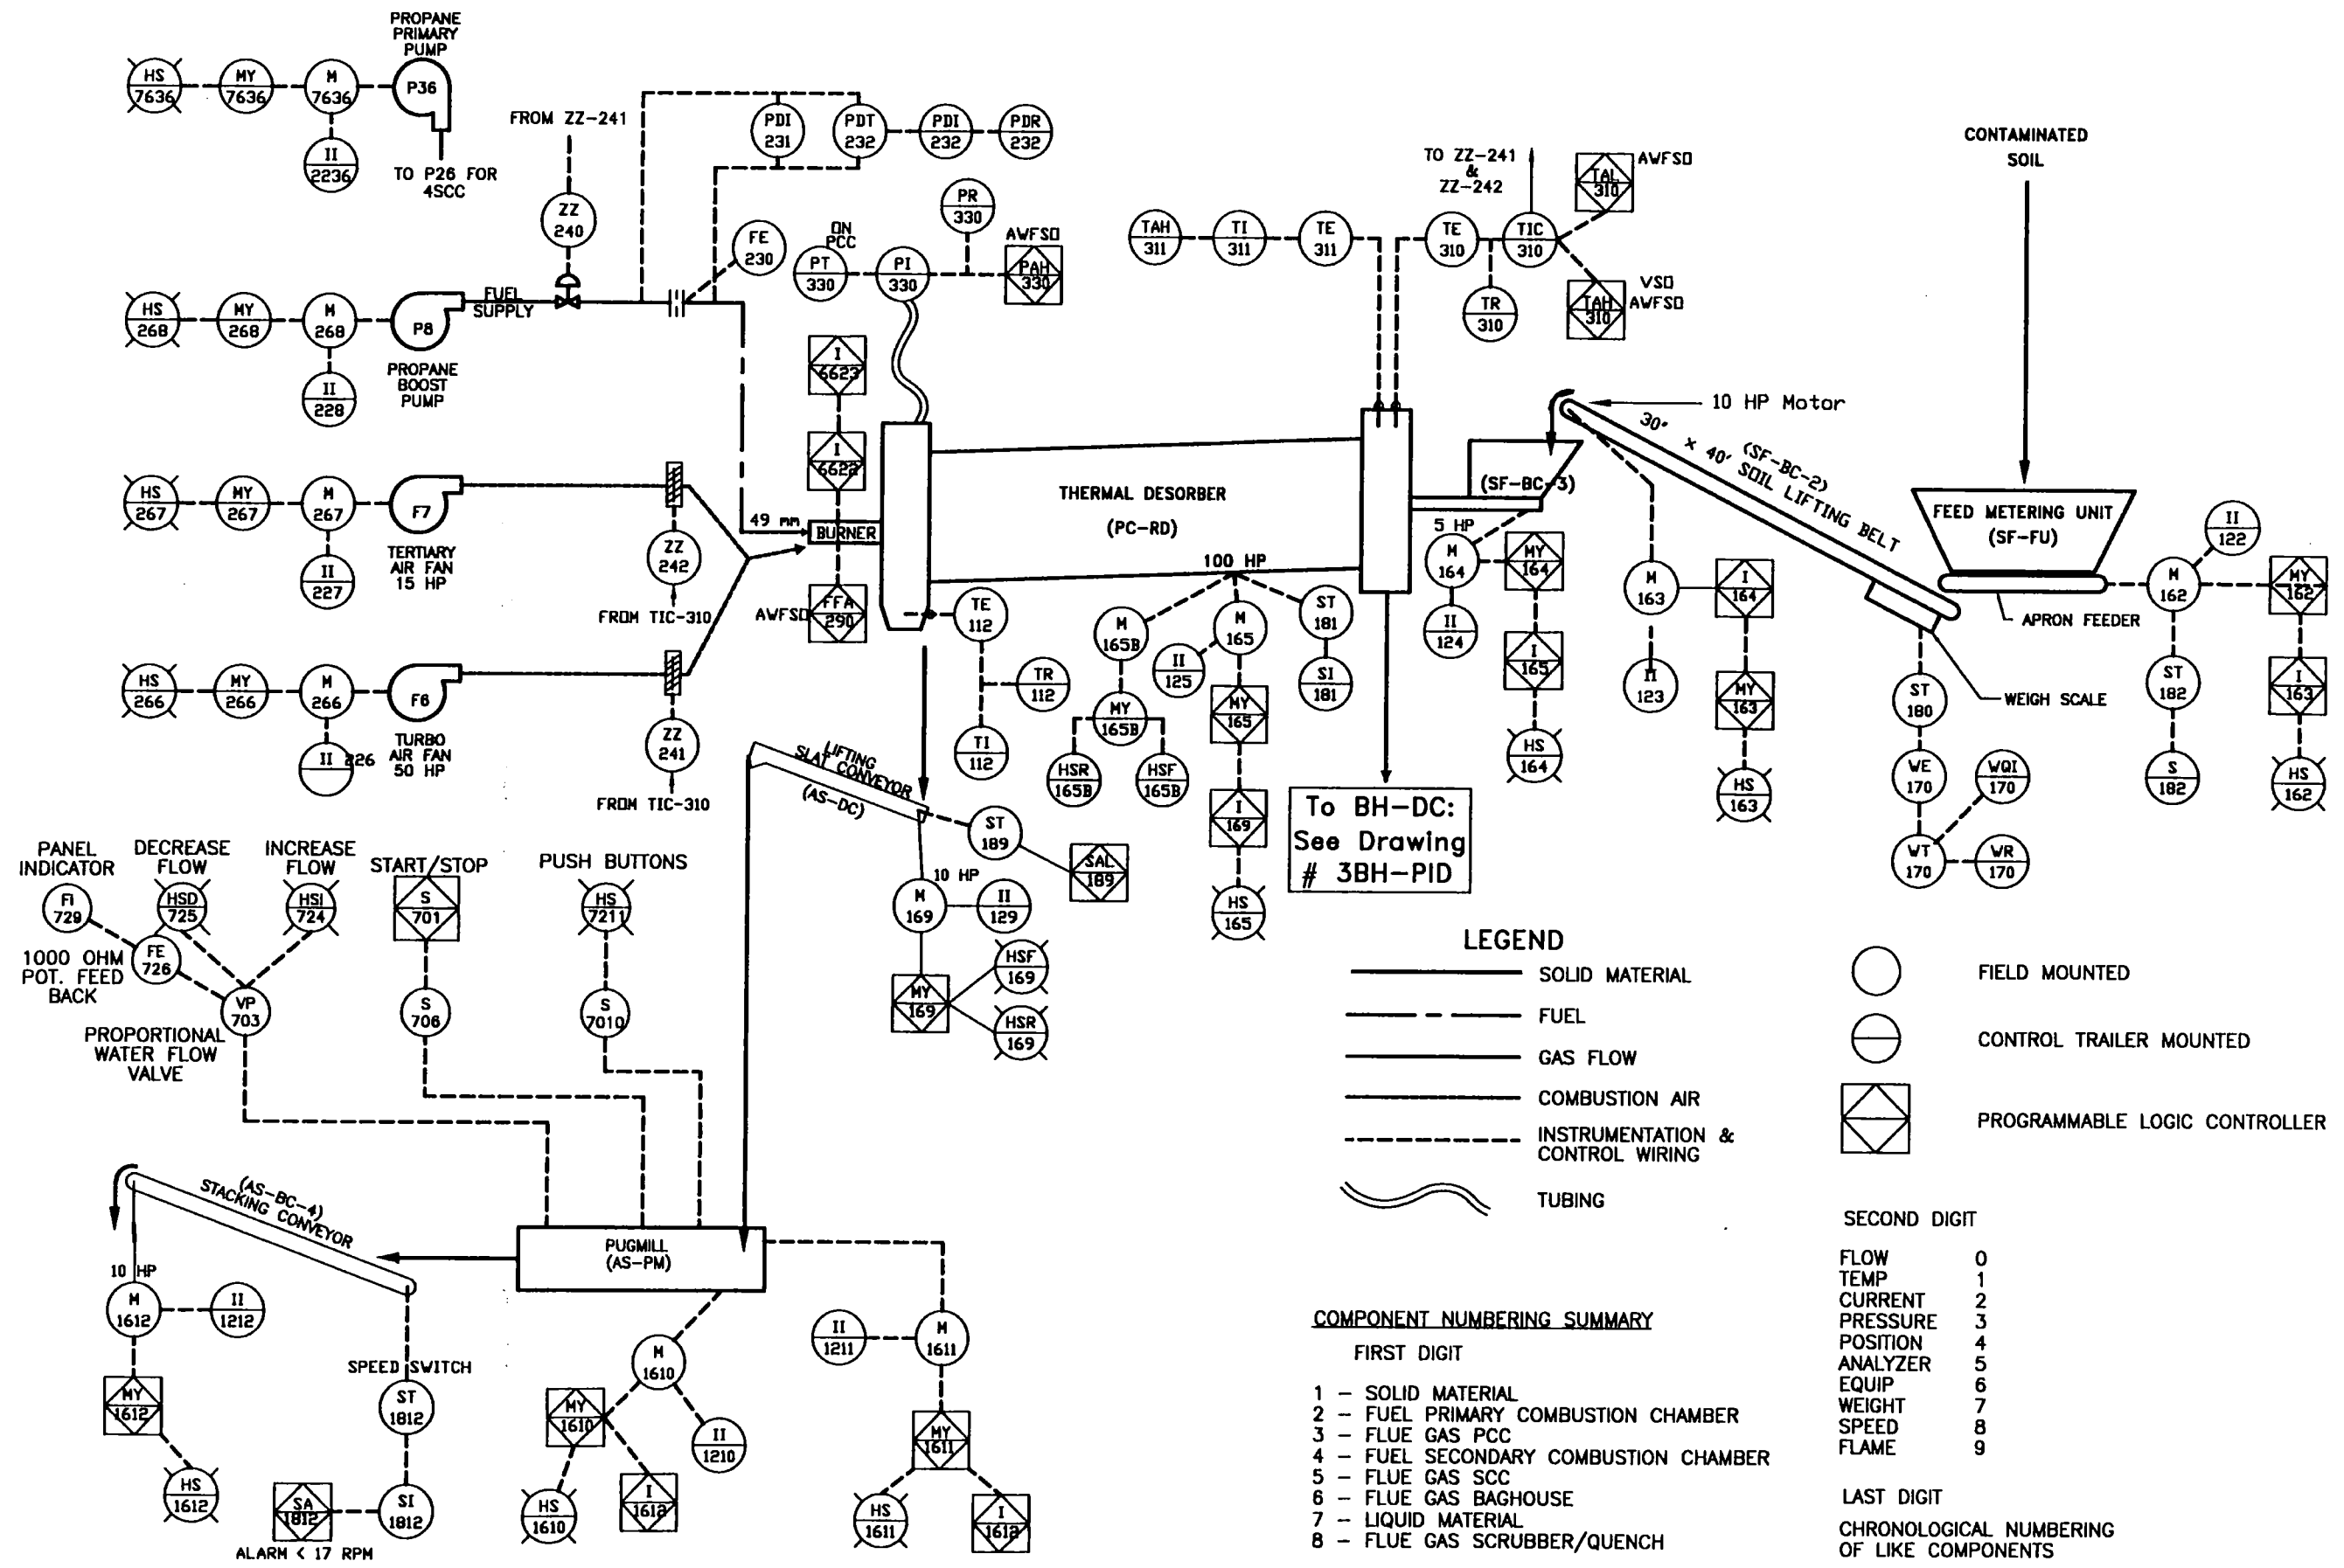 PROPANE
PRIMARY
PUMP
HS
7636
MY
7636
M
7636
P36
II
2236
TO P26 FOR
4SCC
FROM ZZ-241
ZZ
240
PDI
231
PDT
232
PDI
232
PDR
232
FE
230
ON
PCC
PT
330
PI
330
PR
330
AWFSO
PAH
330
HS
268
MY
268
M
268
P8
FUEL
SUPPLY
II
228
PROPANE
BOOST
PUMP
I
6623
I
6622
HS
267
MY
267
M
267
F7
II
227
TERTIARY
AIR FAN
15 HP
ZZ
242
FROM TIC-310
49 mm
BURNER
AWFSO
FFA
290
HS
266
MY
266
M
266
F6
II
226
TURBO
AIR FAN
50 HP
ZZ
241
FROM TIC-310
TAH
311
TI
311
TE
311
TE
310
TIC
310
TO ZZ-241
&
ZZ-242
TAL
310
AWFSO
TR
310
TAH
310
VSO
AWFSO
THERMAL DESORBER
(PC-RD)
100 HP
TE
112
TR
112
TI
112
M
165B
MY
165B
HSR
165B
HSF
165B
M
165
II
125
MY
165
I
169
HS
165
ST
181
SI
181
To BH-DC:
See Drawing
# 3BH-PID
(SF-BC-3)
5 HP
M
164
II
124
MY
164
I
165
HS
164
10 HP Motor
30" x 40' SOIL LIFTING BELT
(SF-BC-2)
M
163
II
123
I
164
MY
163
HS
163
CONTAMINATED
SOIL
FEED METERING UNIT
(SF-FU)
APRON FEEDER
WEIGH SCALE
M
162
II
122
MY
162
I
163
HS
162
ST
182
S
182
ST
180
WE
170
WQI
170
WT
170
WR
170
LIFTING
SLAT CONVEYOR
(AS-DC)
ST
189
SAL
189
10 HP
M
169
II
129
MY
169
HSF
169
HSR
169
PANEL
INDICATOR
FI
729
DECREASE
FLOW
HSD
725
INCREASE
FLOW
HSI
724
START/STOP
S
701
PUSH BUTTONS
HS
7211
1000 OHM
POT. FEED
BACK
FE
726
VP
703
PROPORTIONAL
WATER FLOW
VALVE
S
706
S
7010
(AS-BC-4)
STACKING CONVEYOR
PUGMILL
(AS-PM)
10 HP
M
1612
II
1212
MY
1612
HS
1612
SPEED SWITCH
ST
1812
SI
1812
SA
1812
ALARM < 17 RPM
M
1610
MY
1610
II
1210
HS
1610
I
1612
II
1211
M
1611
MY
1611
HS
1611
I
1612
LEGEND
SOLID MATERIAL
FUEL
GAS FLOW
COMBUSTION AIR
INSTRUMENTATION &
CONTROL WIRING
TUBING
FIELD MOUNTED
CONTROL TRAILER MOUNTED
PROGRAMMABLE LOGIC CONTROLLER
COMPONENT NUMBERING SUMMARY
FIRST DIGIT
1 - SOLID MATERIAL
2 - FUEL PRIMARY COMBUSTION CHAMBER
3 - FLUE GAS PCC
4 - FUEL SECONDARY COMBUSTION CHAMBER
5 - FLUE GAS SCC
6 - FLUE GAS BAGHOUSE
7 - LIQUID MATERIAL
8 - FLUE GAS SCRUBBER/QUENCH
SECOND DIGIT
FLOW 0
TEMP 1
CURRENT 2
PRESSURE 3
POSITION 4
ANALYZER 5
EQUIP 6
WEIGHT 7
SPEED 8
FLAME 9
LAST DIGIT
CHRONOLOGICAL NUMBERING
OF LIKE COMPONENTS